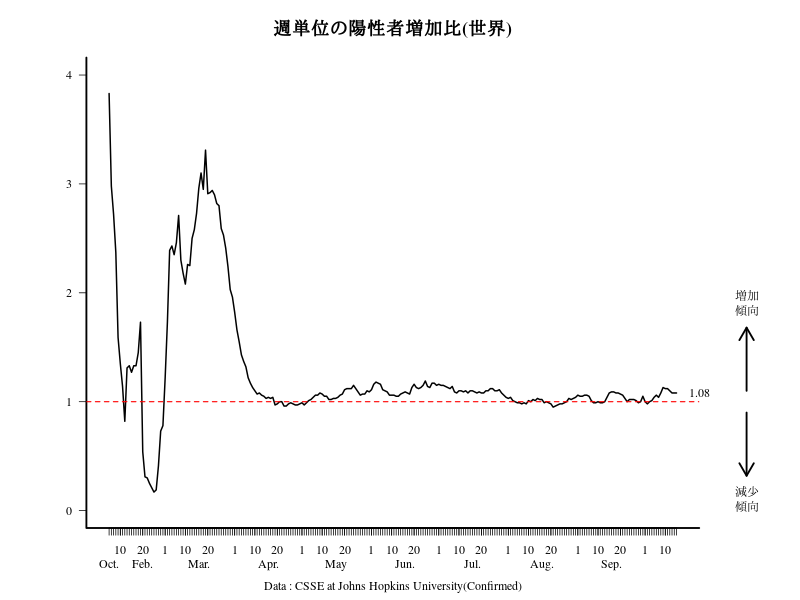 週単位の陽性者増加比(世界)
4
3
2
1
0
1.08
増加
傾向
減少
傾向
10 20 1 10 20 1 10 20 1 10 20 1 10 20 1 10 20 1 10 20 1 10 20 1 10
Oct. Feb. Mar. Apr. May Jun. Jul. Aug. Sep.
Data : CSSE at Johns Hopkins University(Confirmed)